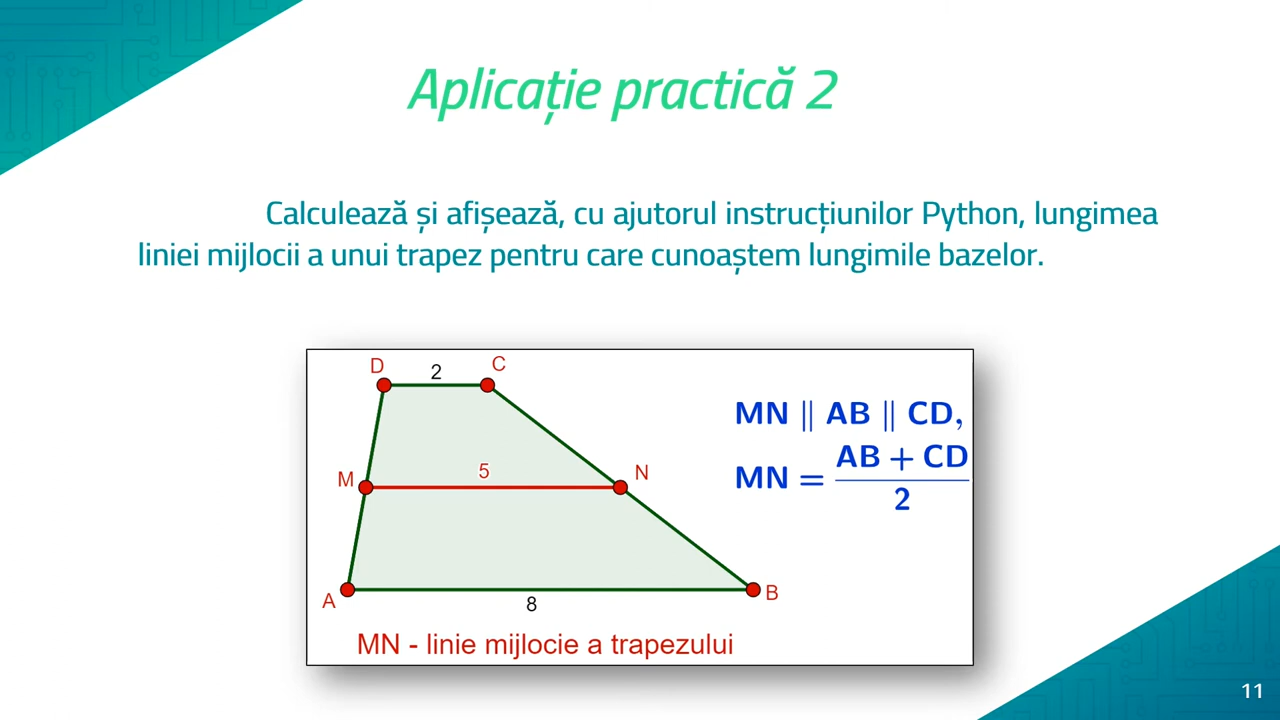 Aplicație practică 2
Calculează și afișează, cu ajutorul instrucțiunilor Python, lungimea
liniei mijlocii a unui trapez pentru care cunoaștem lungimile bazelor.
D 2 C
MN ∥ AB ∥ CD,
M 5 N
MN = AB + CD
2
A 8 B
MN - linie mijlocie a trapezului
11